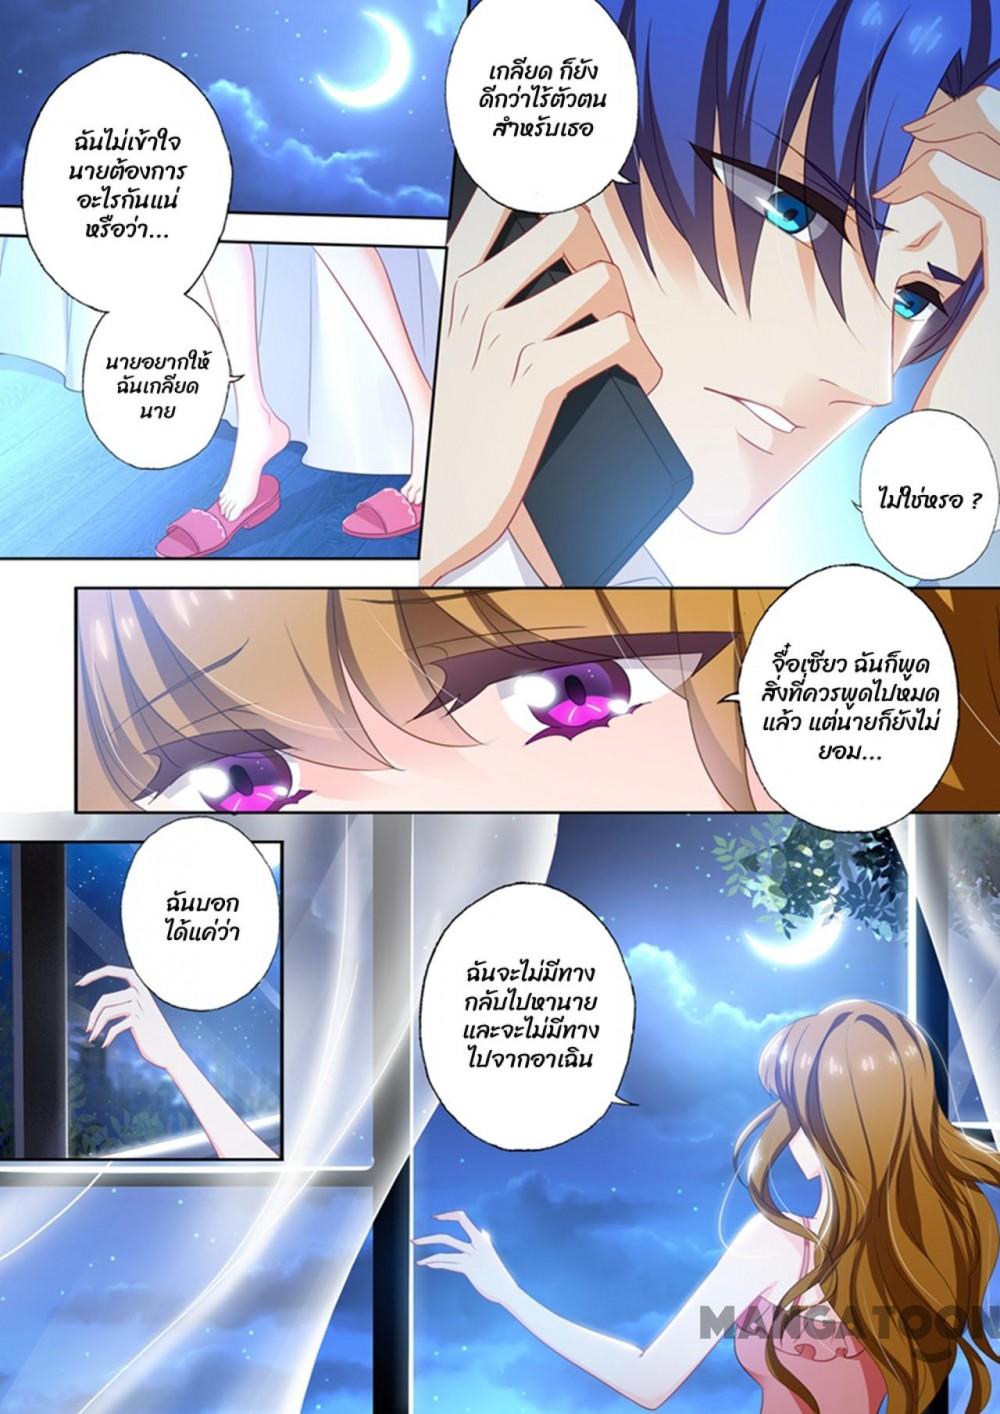 ฉันไม่เข้าใจ
นายต้องการ
อะไรกันแน่
หรือว่า...
นายอยากให้
ฉันเกลียด
นาย
เกลียด ก็ยัง
ดีกว่าไร้ตัวตน
สำหรับเธอ
ไม่ใช่หรอ ?
จื่อเซียว ฉันก็พูด
สิ่งที่ควรพูดไปหมด
แล้ว แต่นายก็ยังไม่
ยอม...
ฉันบอก
ได้แค่ว่า
ฉันจะไม่มีทาง
กลับไปหานาย
และจะไม่มีทาง
ไปจากอาเฉิน
MANGATOON